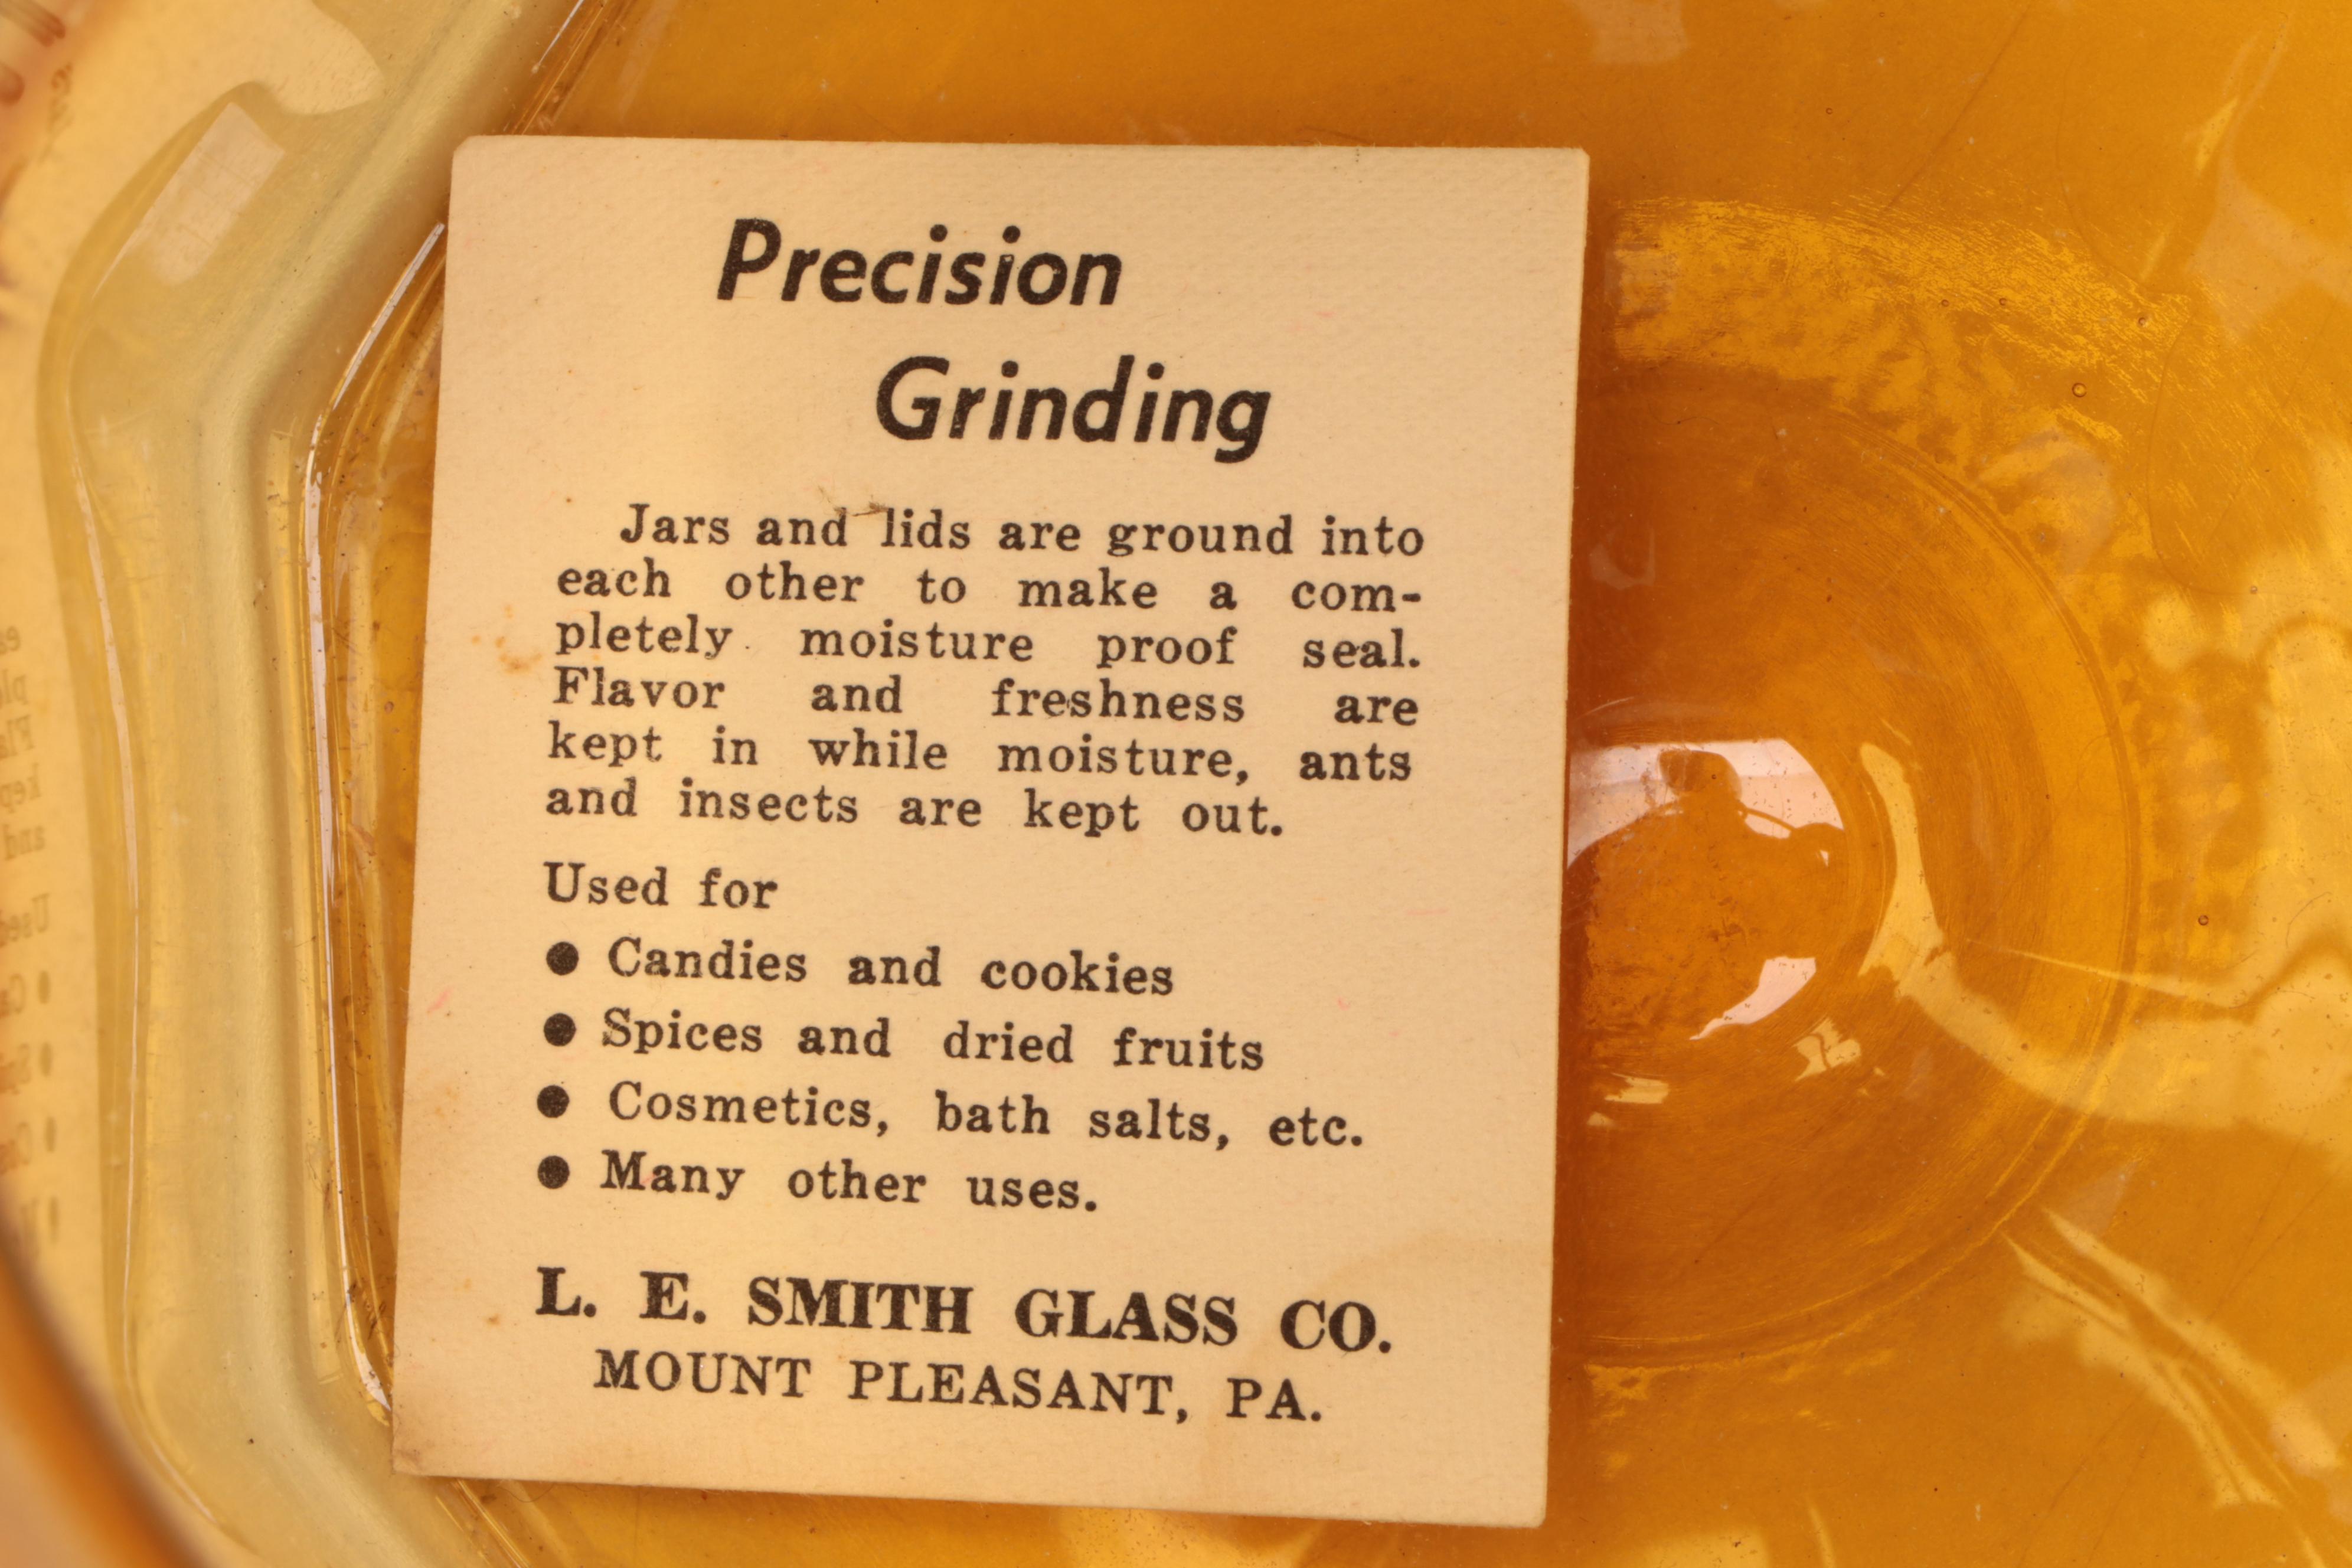 Precision
Grinding
Jars and lids are ground into
each other to make a com-
pletely moisture proof seal.
Flavor and freshness are
kept in while moisture, ants
and insects are kept out.
Used for
● Candies and cookies
● Spices and dried fruits
● Cosmetics, bath salts, etc.
● Many other uses.
L. E. SMITH GLASS CO.
MOUNT PLEASANT, PA.